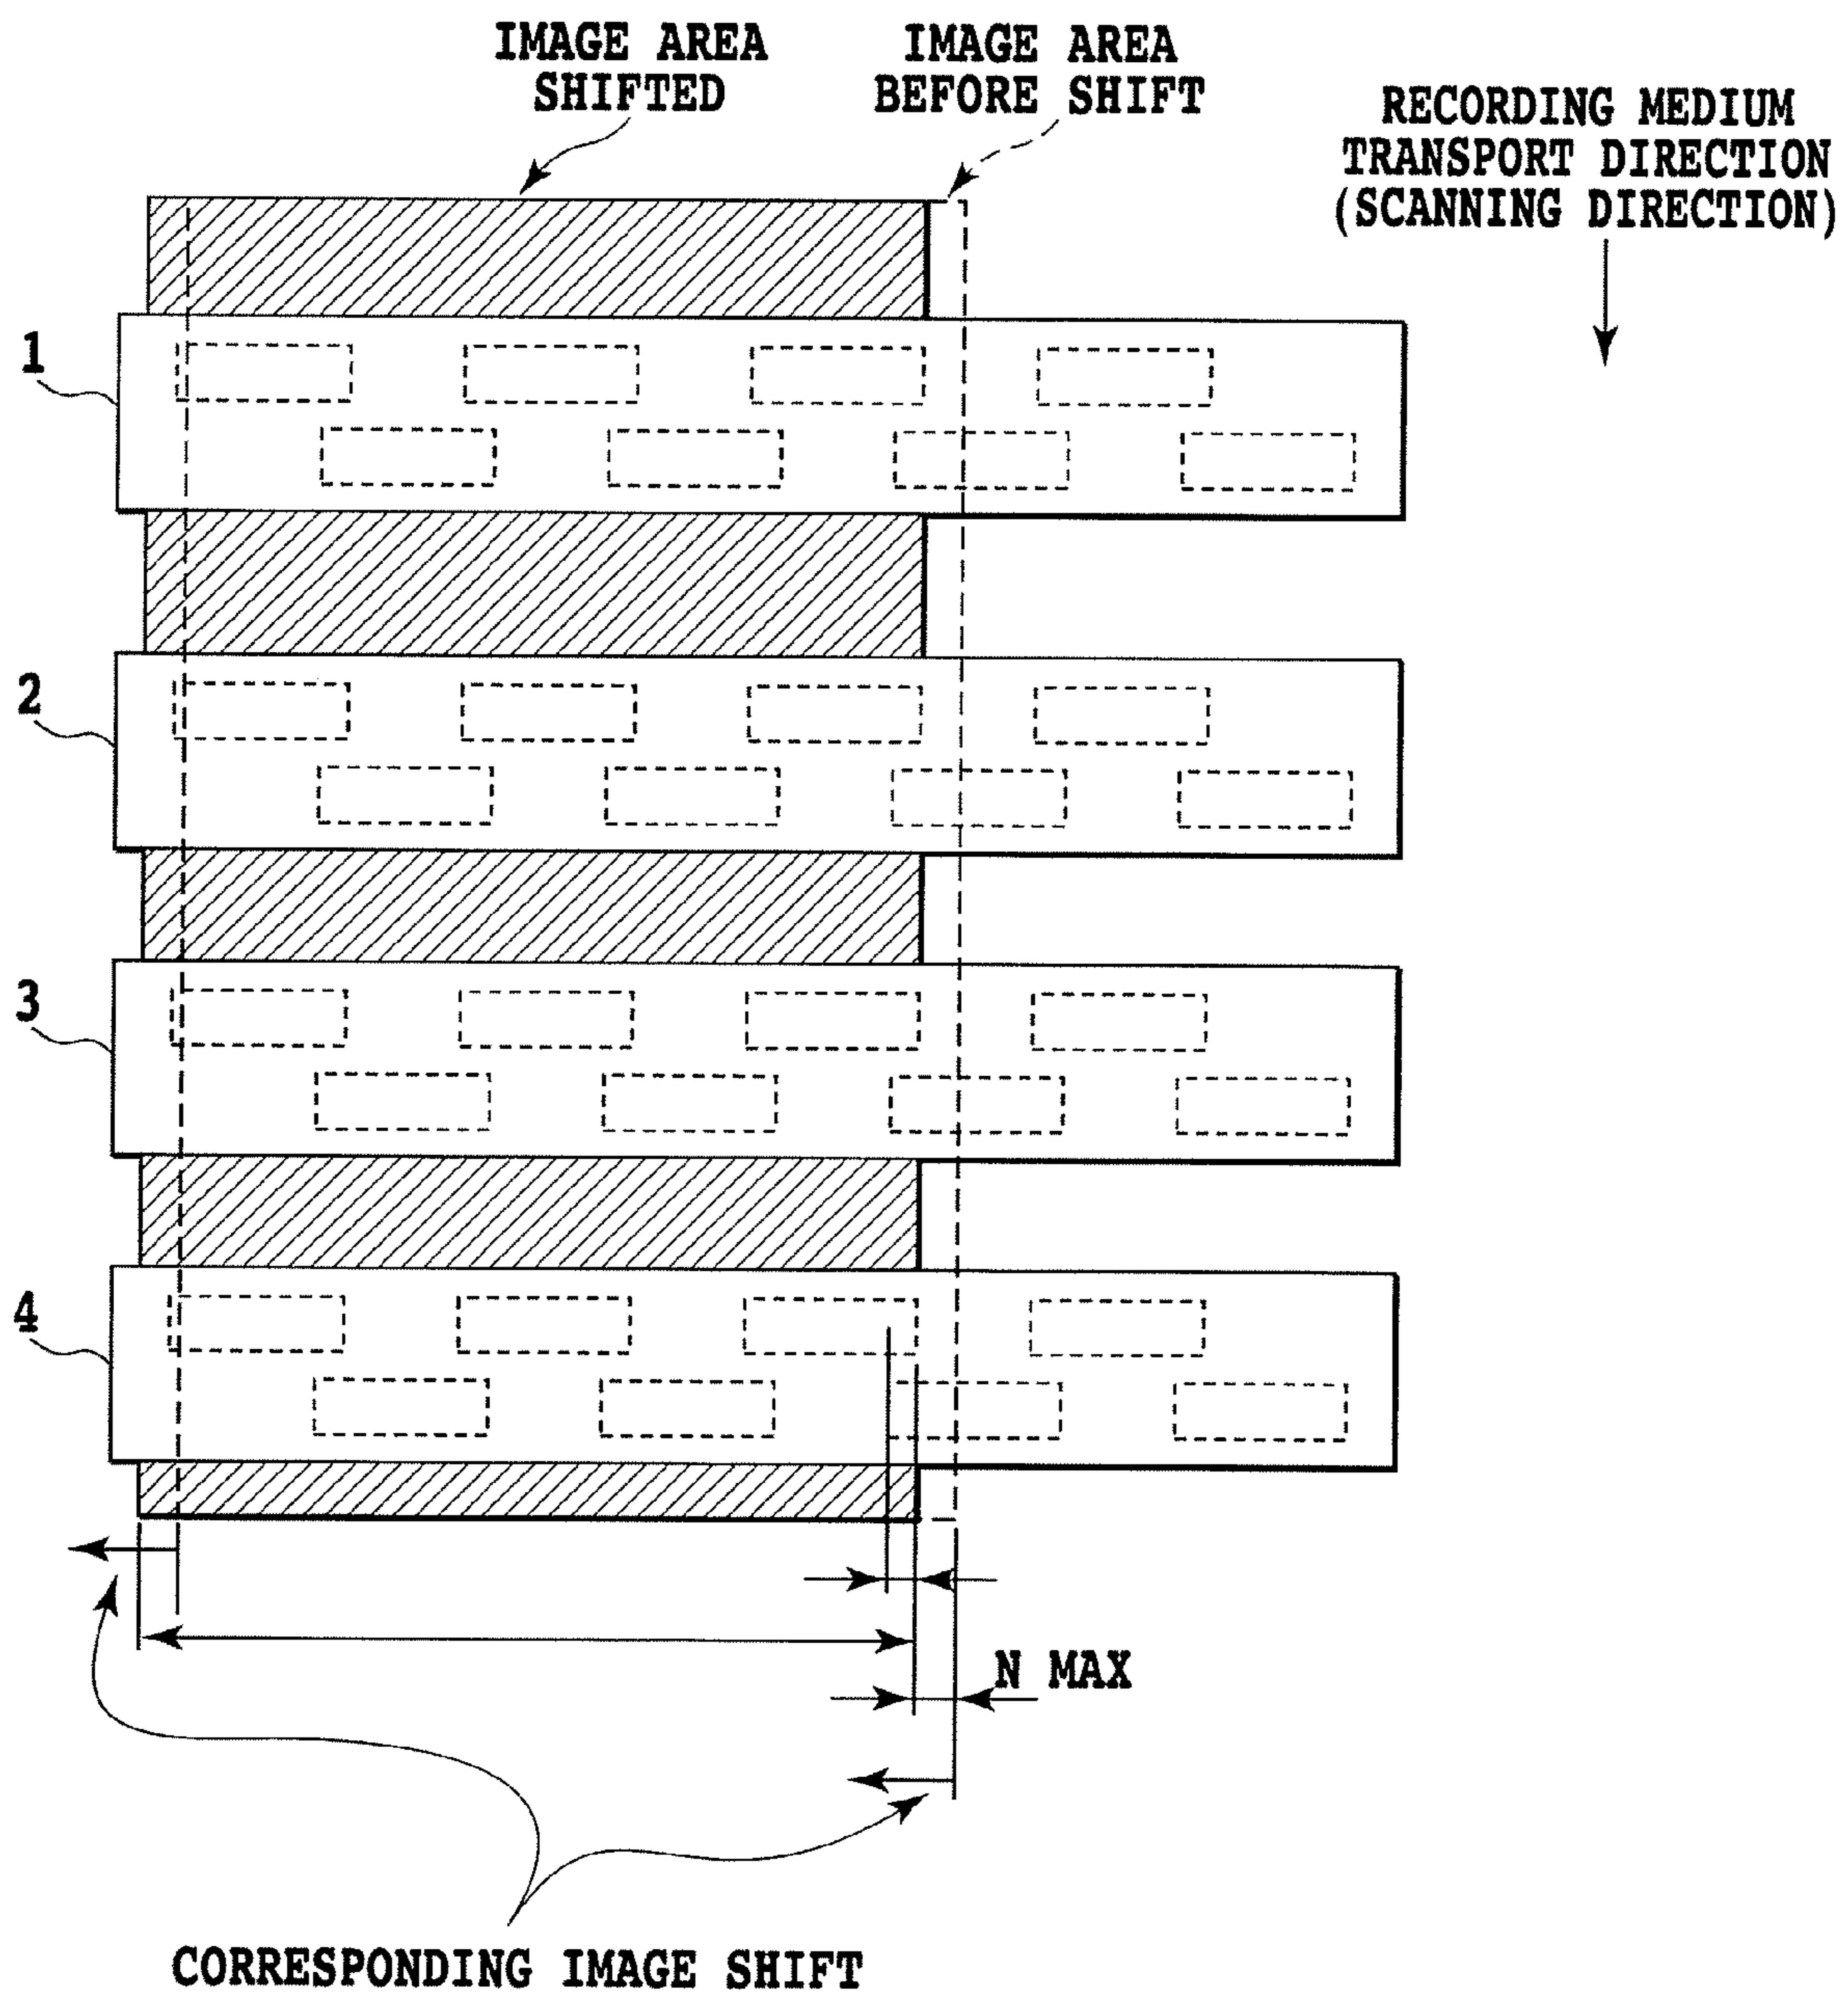 IMAGE AREA
SHIFTED
IMAGE AREA
BEFORE SHIFT
RECORDING MEDIUM
TRANSPORT DIRECTION
(SCANNING DIRECTION)
1
2
3
4
N MAX
CORRESPONDING IMAGE SHIFT